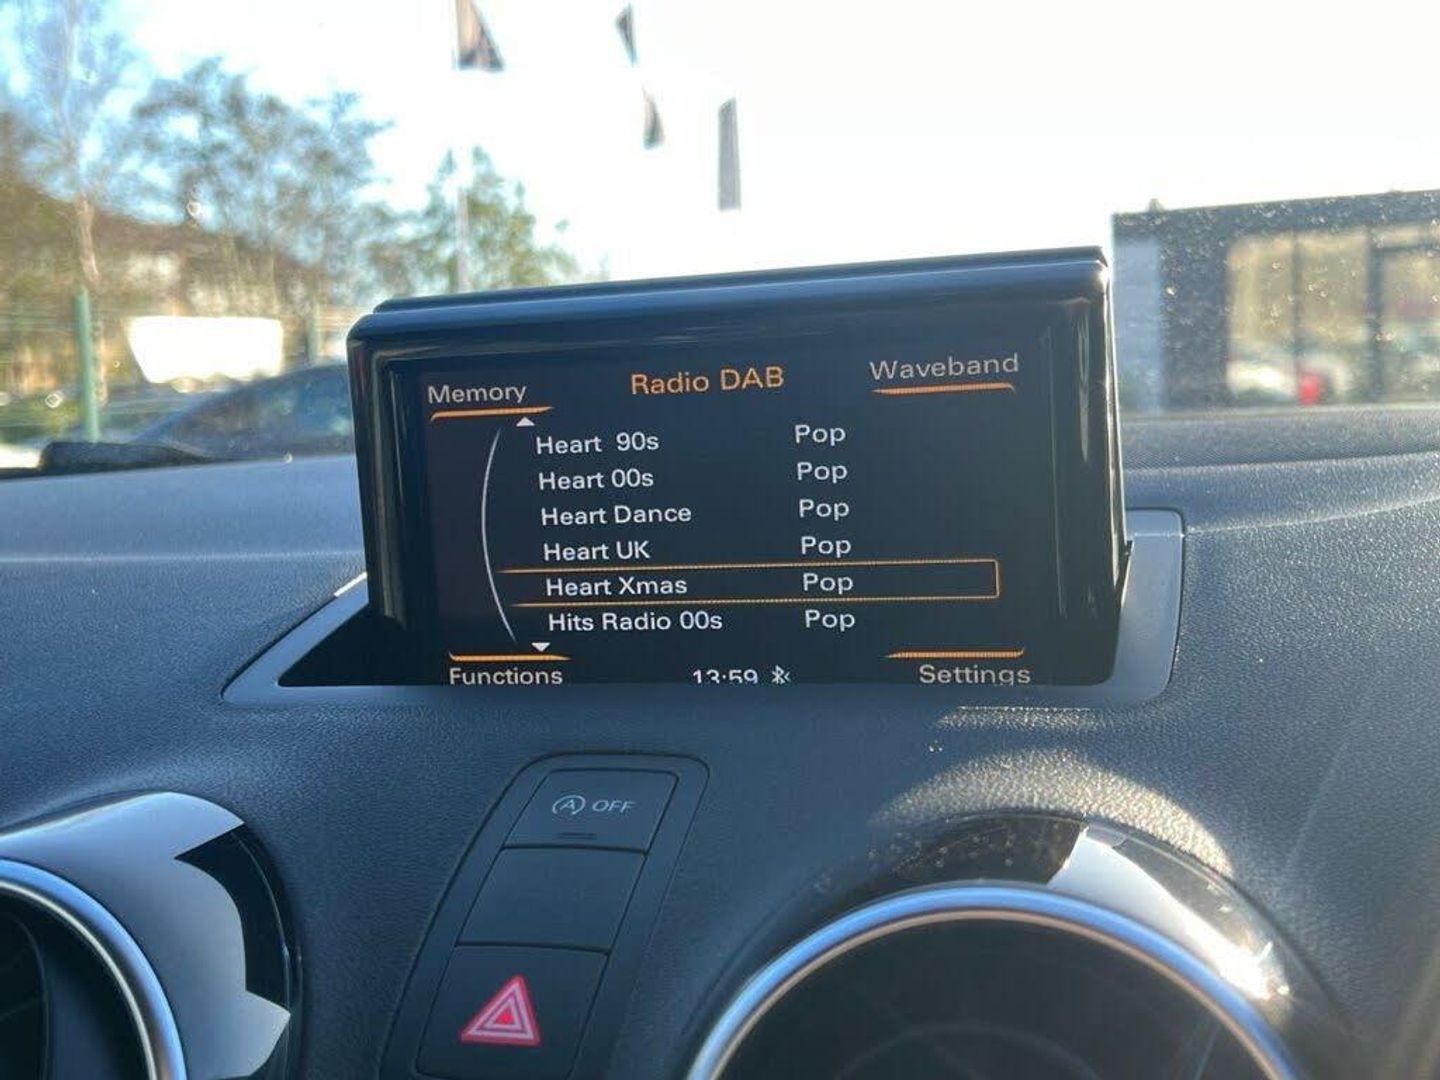 Memory Radio DAB Waveband
Heart 90s Pop
Heart 00s Pop
Heart Dance Pop
Heart UK Pop
Heart Xmas Pop
Hits Radio 00s Pop
Functions 13:59 Settings
A OFF